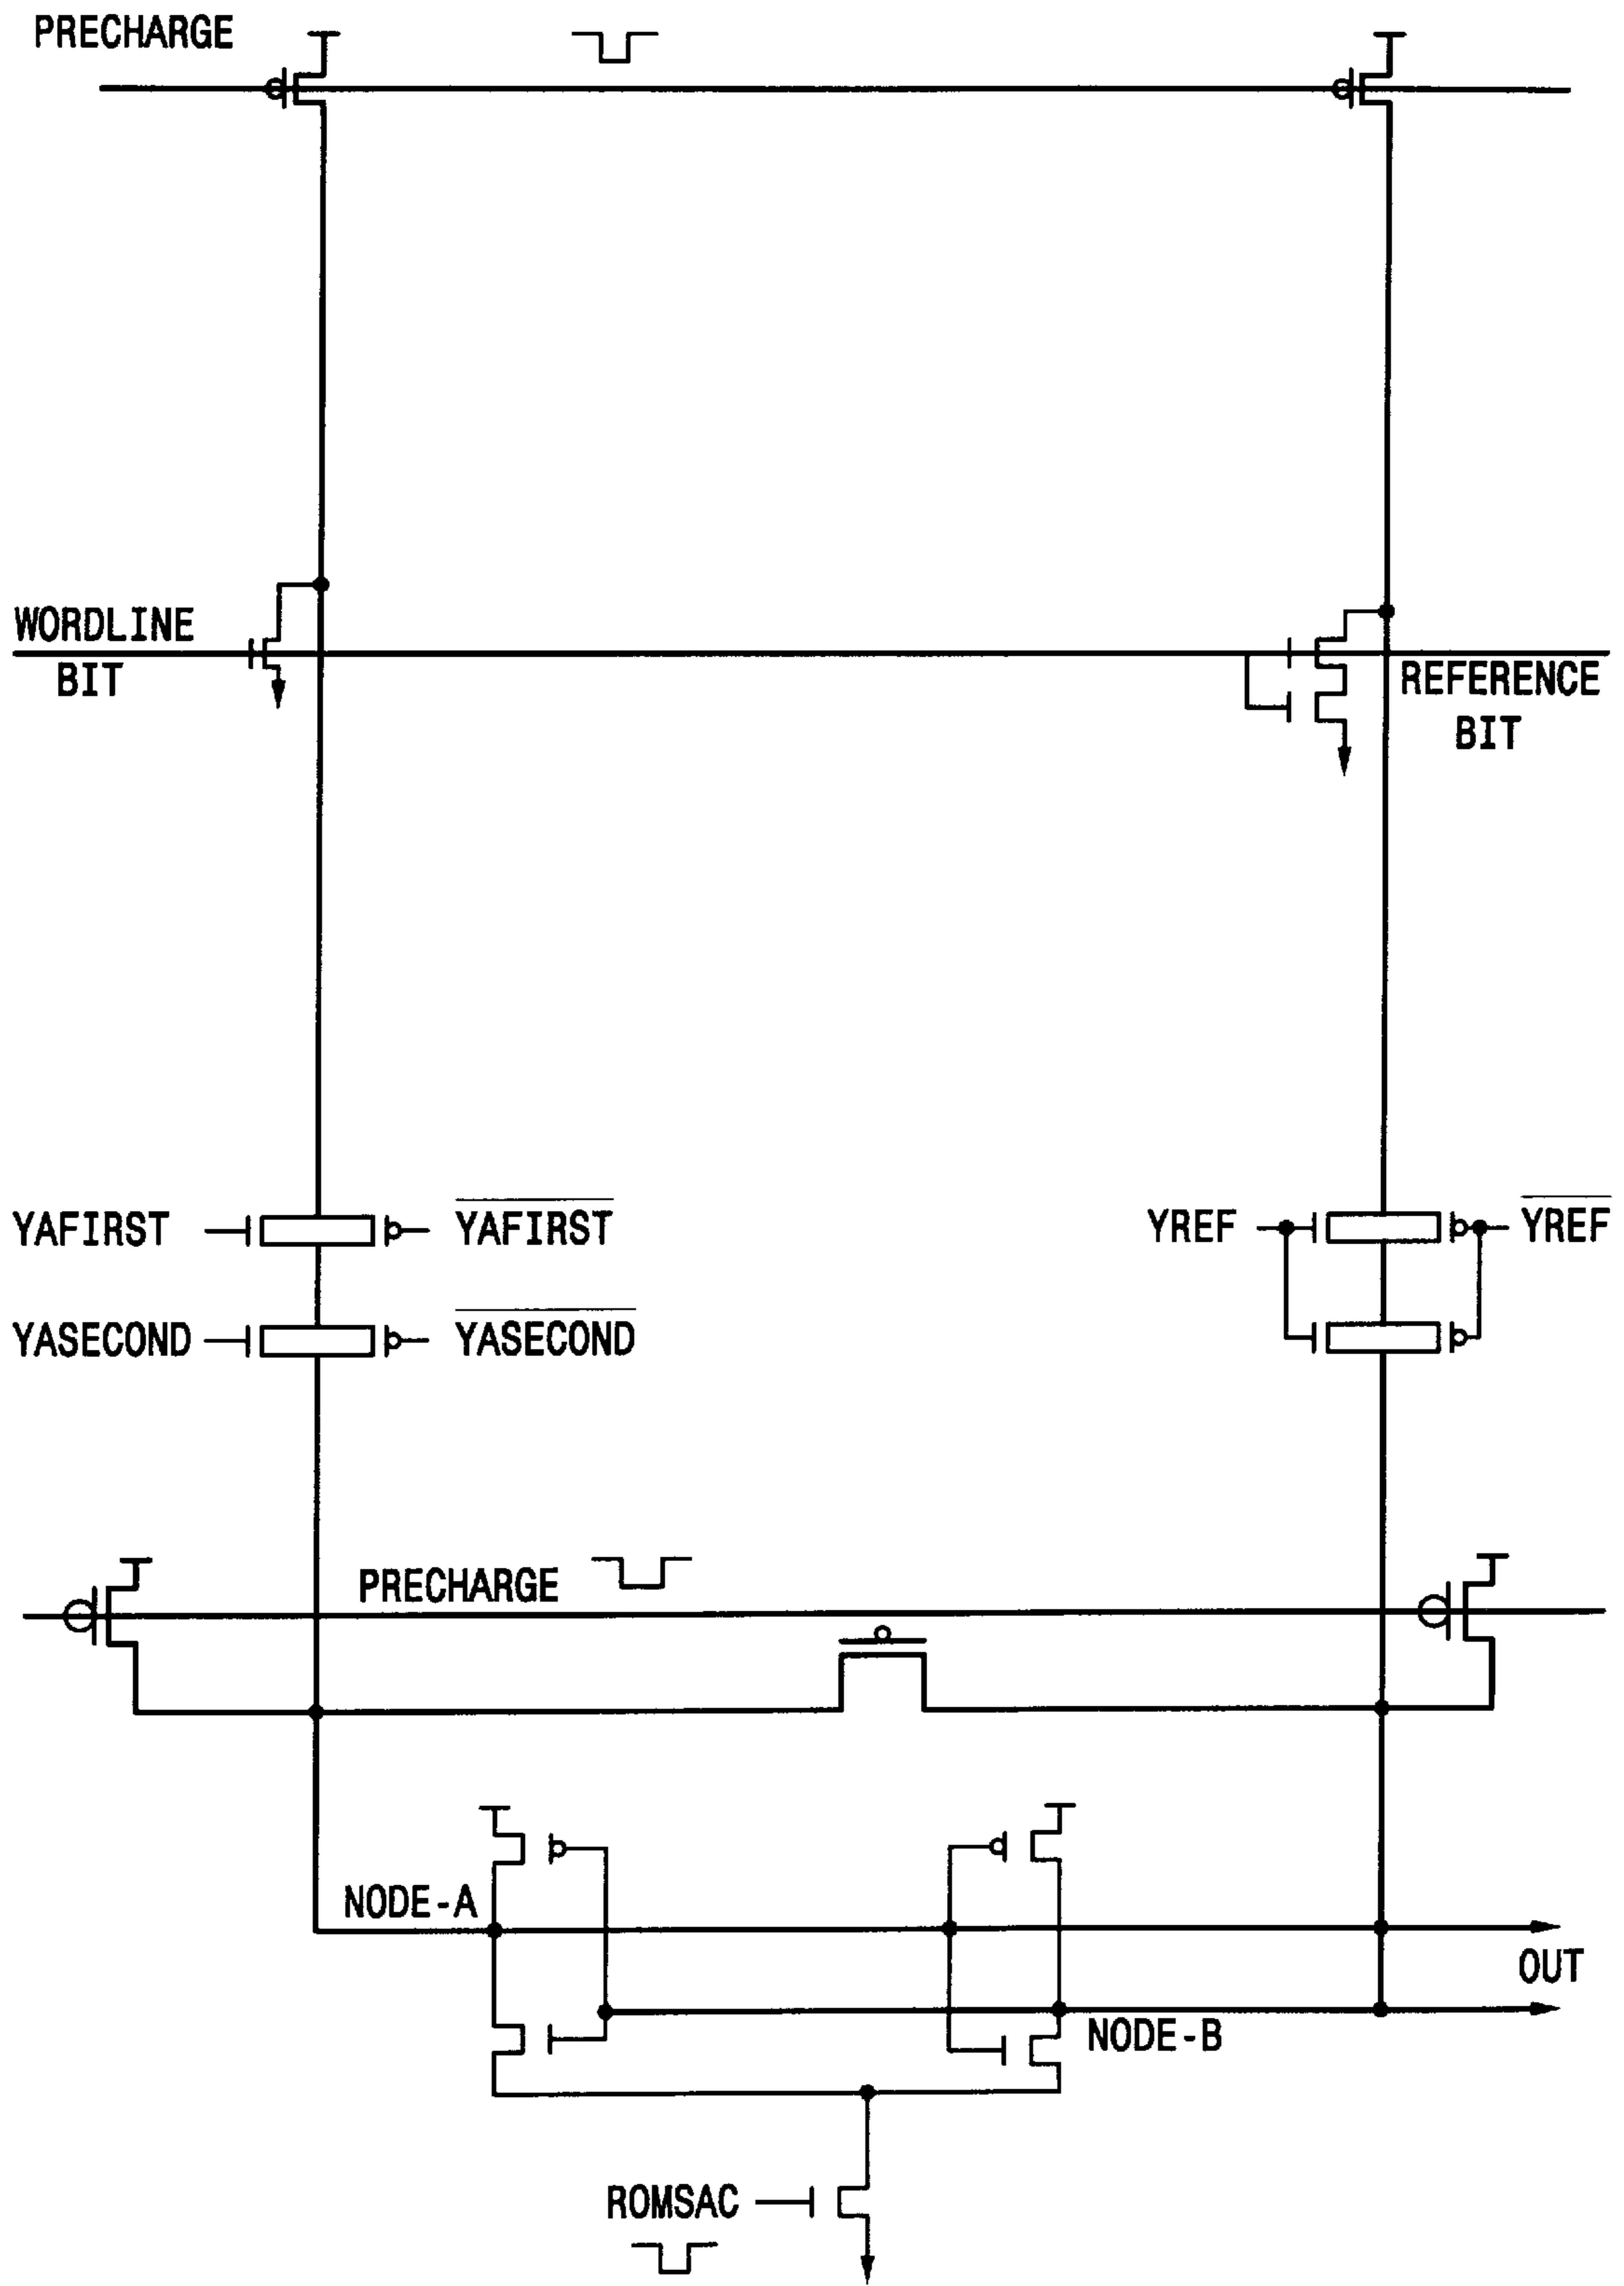 PRECHARGE
WORDLINE
BIT
REFERENCE
BIT
YAFIRST
YAFIRST
YREF
YREF
YASECOND
YASECOND
PRECHARGE
NODE-A
OUT
NODE-B
ROMSAC